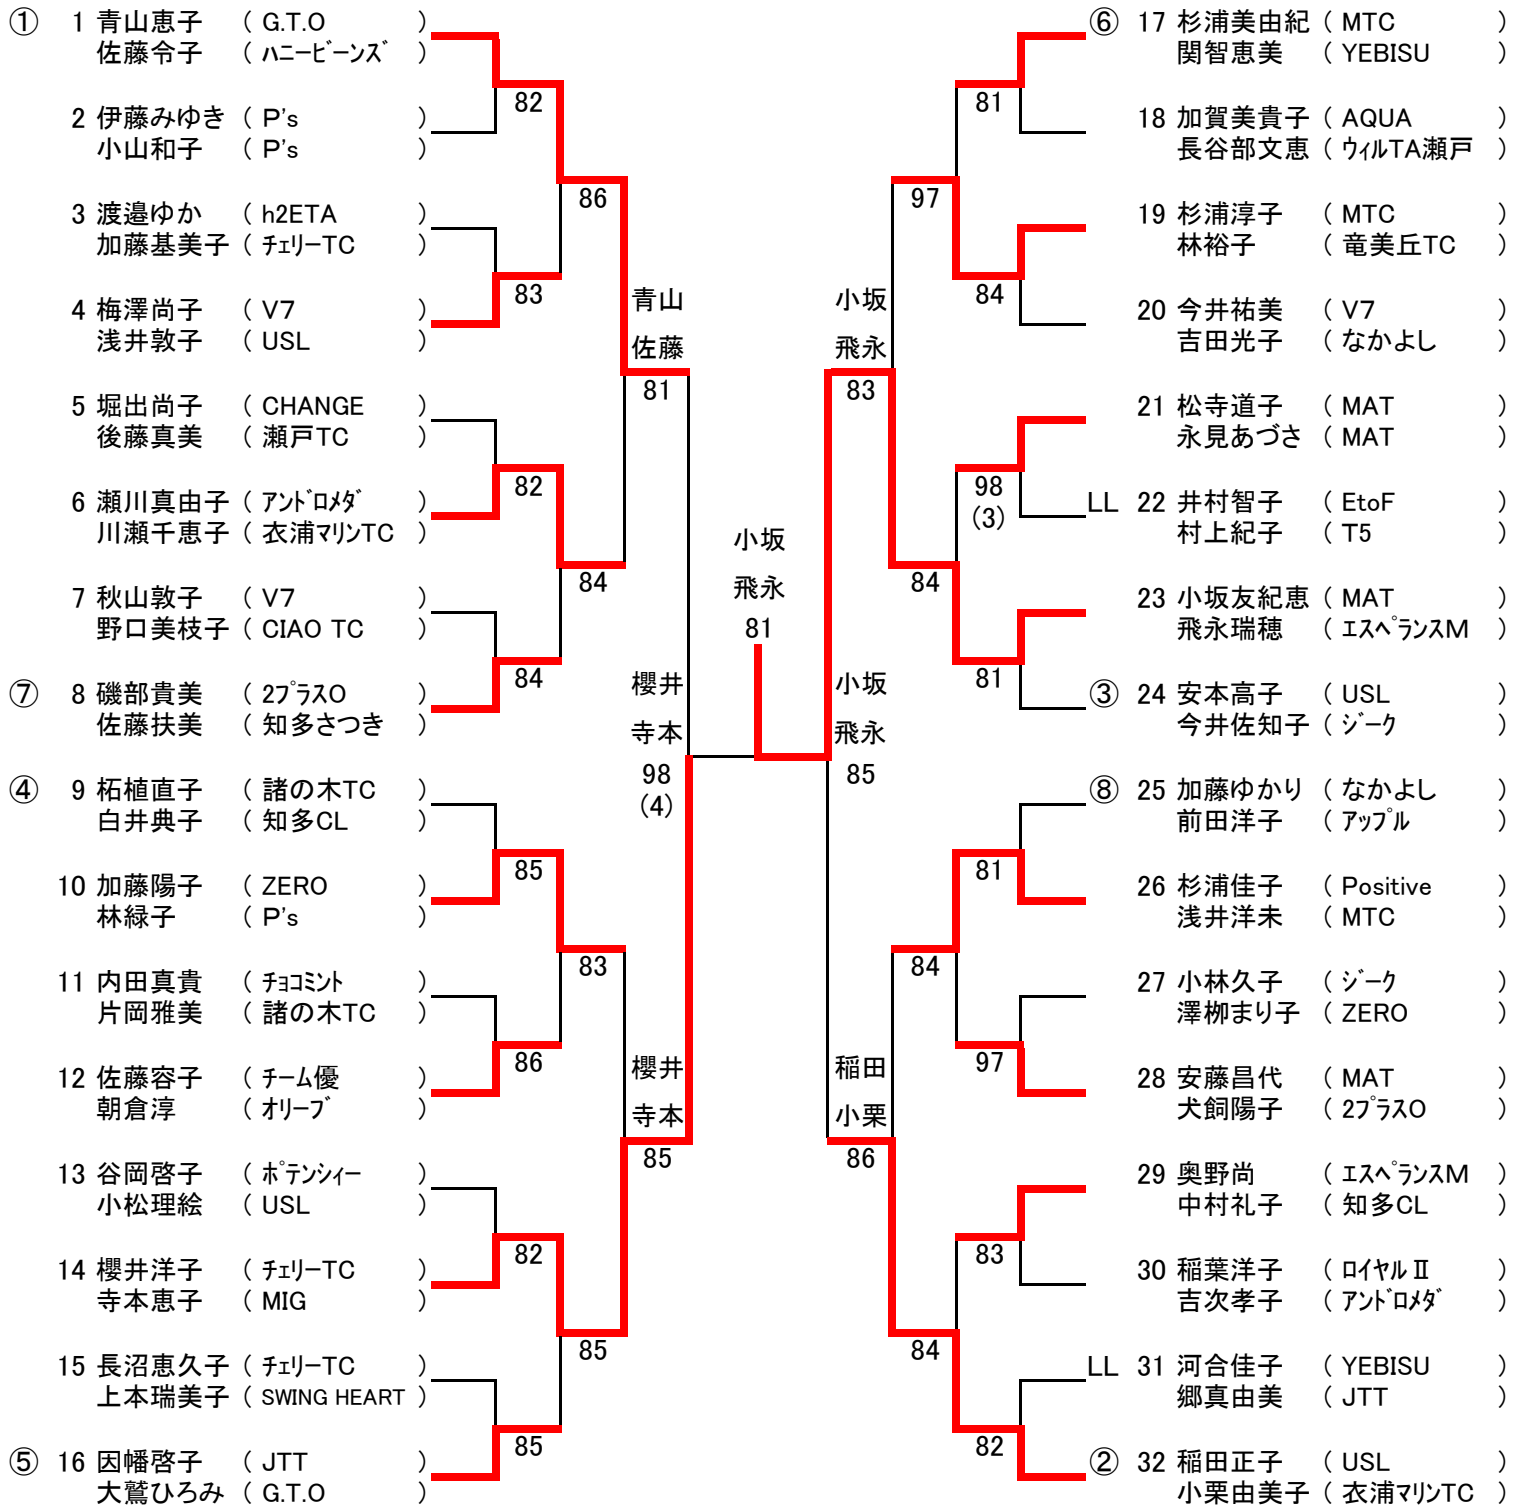 ① 1 青山恵子 ( G.T.O )
佐藤令子 ( ハニービーンズ )
82
2 伊藤みゆき ( P's )
小山和子 ( P's )
86
3 渡邉ゆか ( h2ETA )
加藤基美子 ( チェリーTC )
83
4 梅澤尚子 ( V7 )
浅井敦子 ( USL )
青山
佐藤
81
5 堀出尚子 ( CHANGE )
後藤真美 ( 瀬戸TC )
82
6 瀬川真由子 ( アンドロメダ )
川瀬千恵子 ( 衣浦マリンTC )
84
7 秋山敦子 ( V7 )
野口美枝子 ( CIAO TC )
84
⑦ 8 磯部貴美 ( 2プラスO )
佐藤扶美 ( 知多さつき )
櫻井
寺本
98
(4)
④ 9 柘植直子 ( 諸の木TC )
白井典子 ( 知多CL )
85
10 加藤陽子 ( ZERO )
林緑子 ( P's )
83
11 内田真貴 ( チョコミント )
片岡雅美 ( 諸の木TC )
86
12 佐藤容子 ( チーム優 )
朝倉淳 ( オリーブ )
櫻井
寺本
85
13 谷岡啓子 ( ポテンシィー )
小松理絵 ( USL )
82
14 櫻井洋子 ( チェリーTC )
寺本恵子 ( MIG )
85
15 長沼恵久子 ( チェリーTC )
上本瑞美子 ( SWING HEART )
85
⑤ 16 因幡啓子 ( JTT )
大鷲ひろみ ( G.T.O )
小坂
飛永
81
⑥ 17 杉浦美由紀 ( MTC )
関智恵美 ( YEBISU )
81
18 加賀美貴子 ( AQUA )
長谷部文恵 ( ウィルTA瀬戸 )
97
19 杉浦淳子 ( MTC )
林裕子 ( 竜美丘TC )
84
20 今井祐美 ( V7 )
吉田光子 ( なかよし )
小坂
飛永
83
21 松寺道子 ( MAT )
永見あづさ ( MAT )
98
(3)
LL 22 井村智子 ( EtoF )
村上紀子 ( T5 )
84
23 小坂友紀恵 ( MAT )
飛永瑞穂 ( エスペランスM )
81
③ 24 安本高子 ( USL )
今井佐知子 ( ジーク )
小坂
飛永
85
⑧ 25 加藤ゆかり ( なかよし )
前田洋子 ( アップル )
81
26 杉浦佳子 ( Positive )
浅井洋未 ( MTC )
84
27 小林久子 ( ジーク )
澤栁まり子 ( ZERO )
97
28 安藤昌代 ( MAT )
犬飼陽子 ( 2プラスO )
稲田
小栗
86
29 奥野尚 ( エスペランスM )
中村礼子 ( 知多CL )
83
30 稲葉洋子 ( ロイヤルⅡ )
吉次孝子 ( アンドロメダ )
84
LL 31 河合佳子 ( YEBISU )
郷真由美 ( JTT )
82
② 32 稲田正子 ( USL )
小栗由美子 ( 衣浦マリンTC )